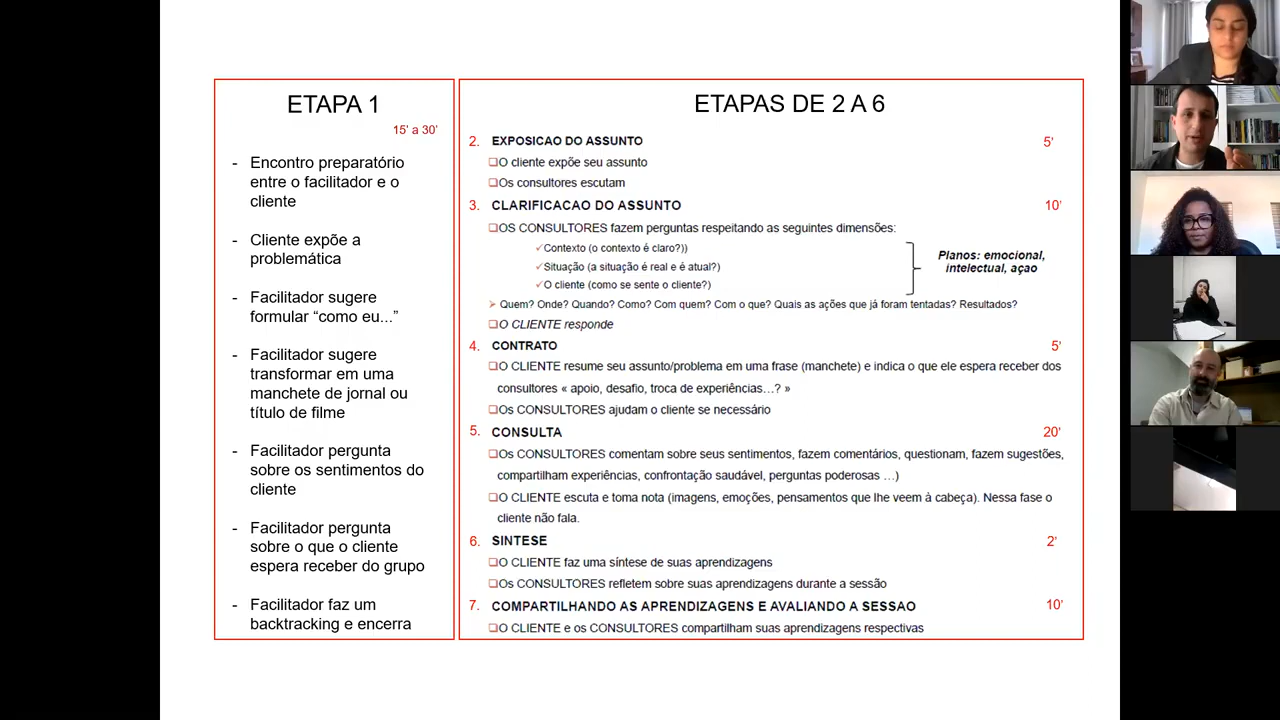 ETAPA 1
15' a 30'
- Encontro preparatório
entre o facilitador e o
cliente
- Cliente expõe a
problemática
- Facilitador sugere
formular “como eu...”
- Facilitador sugere
transformar em uma
manchete de jornal ou
título de filme
- Facilitador pergunta
sobre os sentimentos do
cliente
- Facilitador pergunta
sobre o que o cliente
espera receber do grupo
- Facilitador faz um
backtracking e encerra
ETAPAS DE 2 A 6
2. EXPOSICAO DO ASSUNTO 5'
❑O cliente expõe seu assunto
❑Os consultores escutam
3. CLARIFICACAO DO ASSUNTO 10'
❑OS CONSULTORES fazem perguntas respeitando as seguintes dimensões:
✓Contexto (o contexto é claro?))
✓Situação (a situação é real e é atual?)
✓O cliente (como se sente o cliente?)
Planos: emocional,
intelectual, açao
➢ Quem? Onde? Quando? Como? Com quem? Com o que? Quais as ações que já foram tentadas? Resultados?
❑O CLIENTE responde
4. CONTRATO 5'
❑O CLIENTE resume seu assunto/problema em uma frase (manchete) e indica o que ele espera receber dos
consultores « apoio, desafio, troca de experiências…? »
❑Os CONSULTORES ajudam o cliente se necessário
5. CONSULTA 20'
❑Os CONSULTORES comentam sobre seus sentimentos, fazem comentários, questionam, fazem sugestões,
compartilham experiências, confrontação saudável, perguntas poderosas …)
❑O CLIENTE escuta e toma nota (imagens, emoções, pensamentos que lhe veem à cabeça). Nessa fase o
cliente não fala.
6. SINTESE 2'
❑O CLIENTE faz uma síntese de suas aprendizagens
❑Os CONSULTORES refletem sobre suas aprendizagens durante a sessão
7. COMPARTILHANDO AS APRENDIZAGENS E AVALIANDO A SESSAO 10'
❑O CLIENTE e os CONSULTORES compartilham suas aprendizagens respectivas